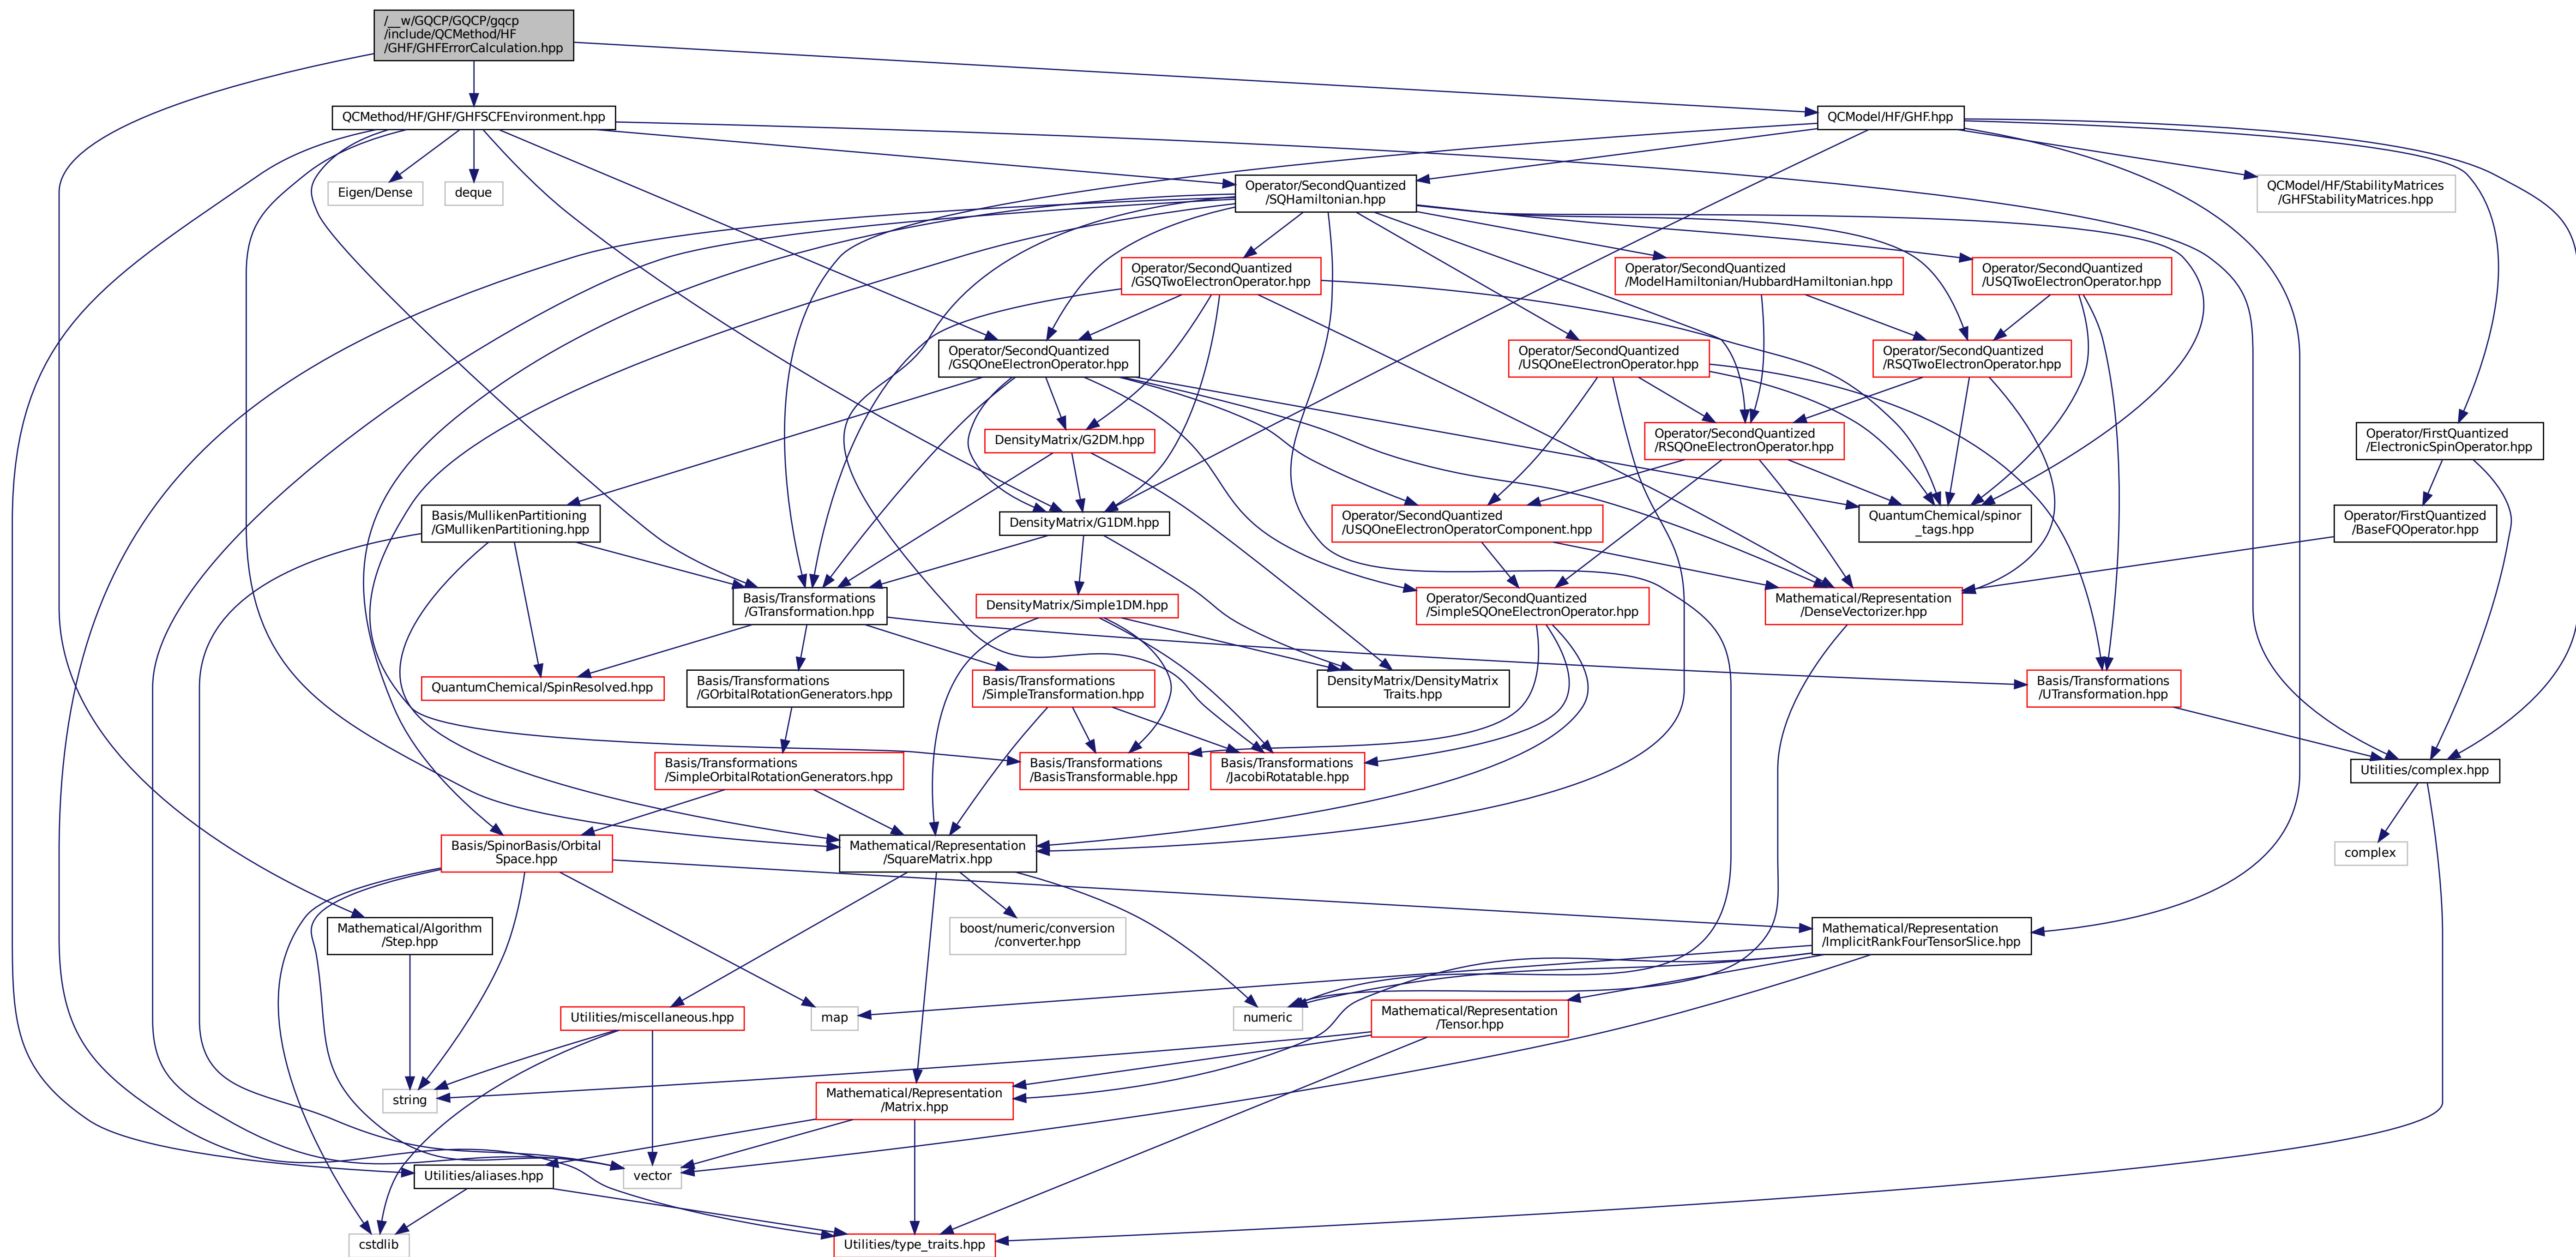 /__w/GQCP/GQCP/gqcp
/include/QCMethod/HF
/GHF/GHFErrorCalculation.hpp
QCMethod/HF/GHF/GHFSCFEnvironment.hpp
QCModel/HF/GHF.hpp
Eigen/Dense
deque
Operator/SecondQuantized
/SQHamiltonian.hpp
QCModel/HF/StabilityMatrices
/GHFStabilityMatrices.hpp
Operator/SecondQuantized
/GSQTwoElectronOperator.hpp
Operator/SecondQuantized
/ModelHamiltonian/HubbardHamiltonian.hpp
Operator/SecondQuantized
/USQTwoElectronOperator.hpp
Operator/SecondQuantized
/GSQOneElectronOperator.hpp
Operator/SecondQuantized
/USQOneElectronOperator.hpp
Operator/SecondQuantized
/RSQTwoElectronOperator.hpp
DensityMatrix/G2DM.hpp
Operator/SecondQuantized
/RSQOneElectronOperator.hpp
Operator/FirstQuantized
/ElectronicSpinOperator.hpp
Basis/MullikenPartitioning
/GMullikenPartitioning.hpp
DensityMatrix/G1DM.hpp
Operator/SecondQuantized
/USQOneElectronOperatorComponent.hpp
QuantumChemical/spinor
_tags.hpp
Operator/FirstQuantized
/BaseFQOperator.hpp
Basis/Transformations
/GTransformation.hpp
DensityMatrix/Simple1DM.hpp
Operator/SecondQuantized
/SimpleSQOneElectronOperator.hpp
Mathematical/Representation
/DenseVectorizer.hpp
QuantumChemical/SpinResolved.hpp
Basis/Transformations
/GOrbitalRotationGenerators.hpp
Basis/Transformations
/SimpleTransformation.hpp
DensityMatrix/DensityMatrix
Traits.hpp
Basis/Transformations
/UTransformation.hpp
Basis/Transformations
/SimpleOrbitalRotationGenerators.hpp
Basis/Transformations
/BasisTransformable.hpp
Basis/Transformations
/JacobiRotatable.hpp
Utilities/complex.hpp
Basis/SpinorBasis/Orbital
Space.hpp
Mathematical/Representation
/SquareMatrix.hpp
complex
Mathematical/Algorithm
/Step.hpp
boost/numeric/conversion
/converter.hpp
Mathematical/Representation
/ImplicitRankFourTensorSlice.hpp
Utilities/miscellaneous.hpp
map
numeric
Mathematical/Representation
/Tensor.hpp
string
Mathematical/Representation
/Matrix.hpp
Utilities/aliases.hpp
vector
cstdlib
Utilities/type_traits.hpp